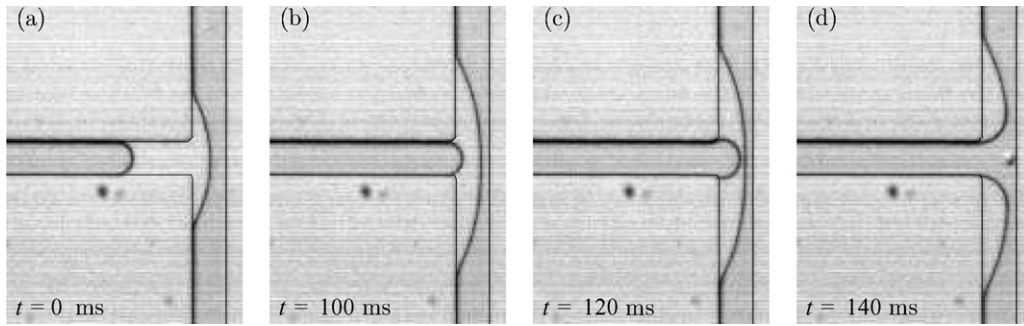 (a)
(b)
(c)
(d)
t = 0 ms
t = 100 ms
t = 120 ms
t = 140 ms